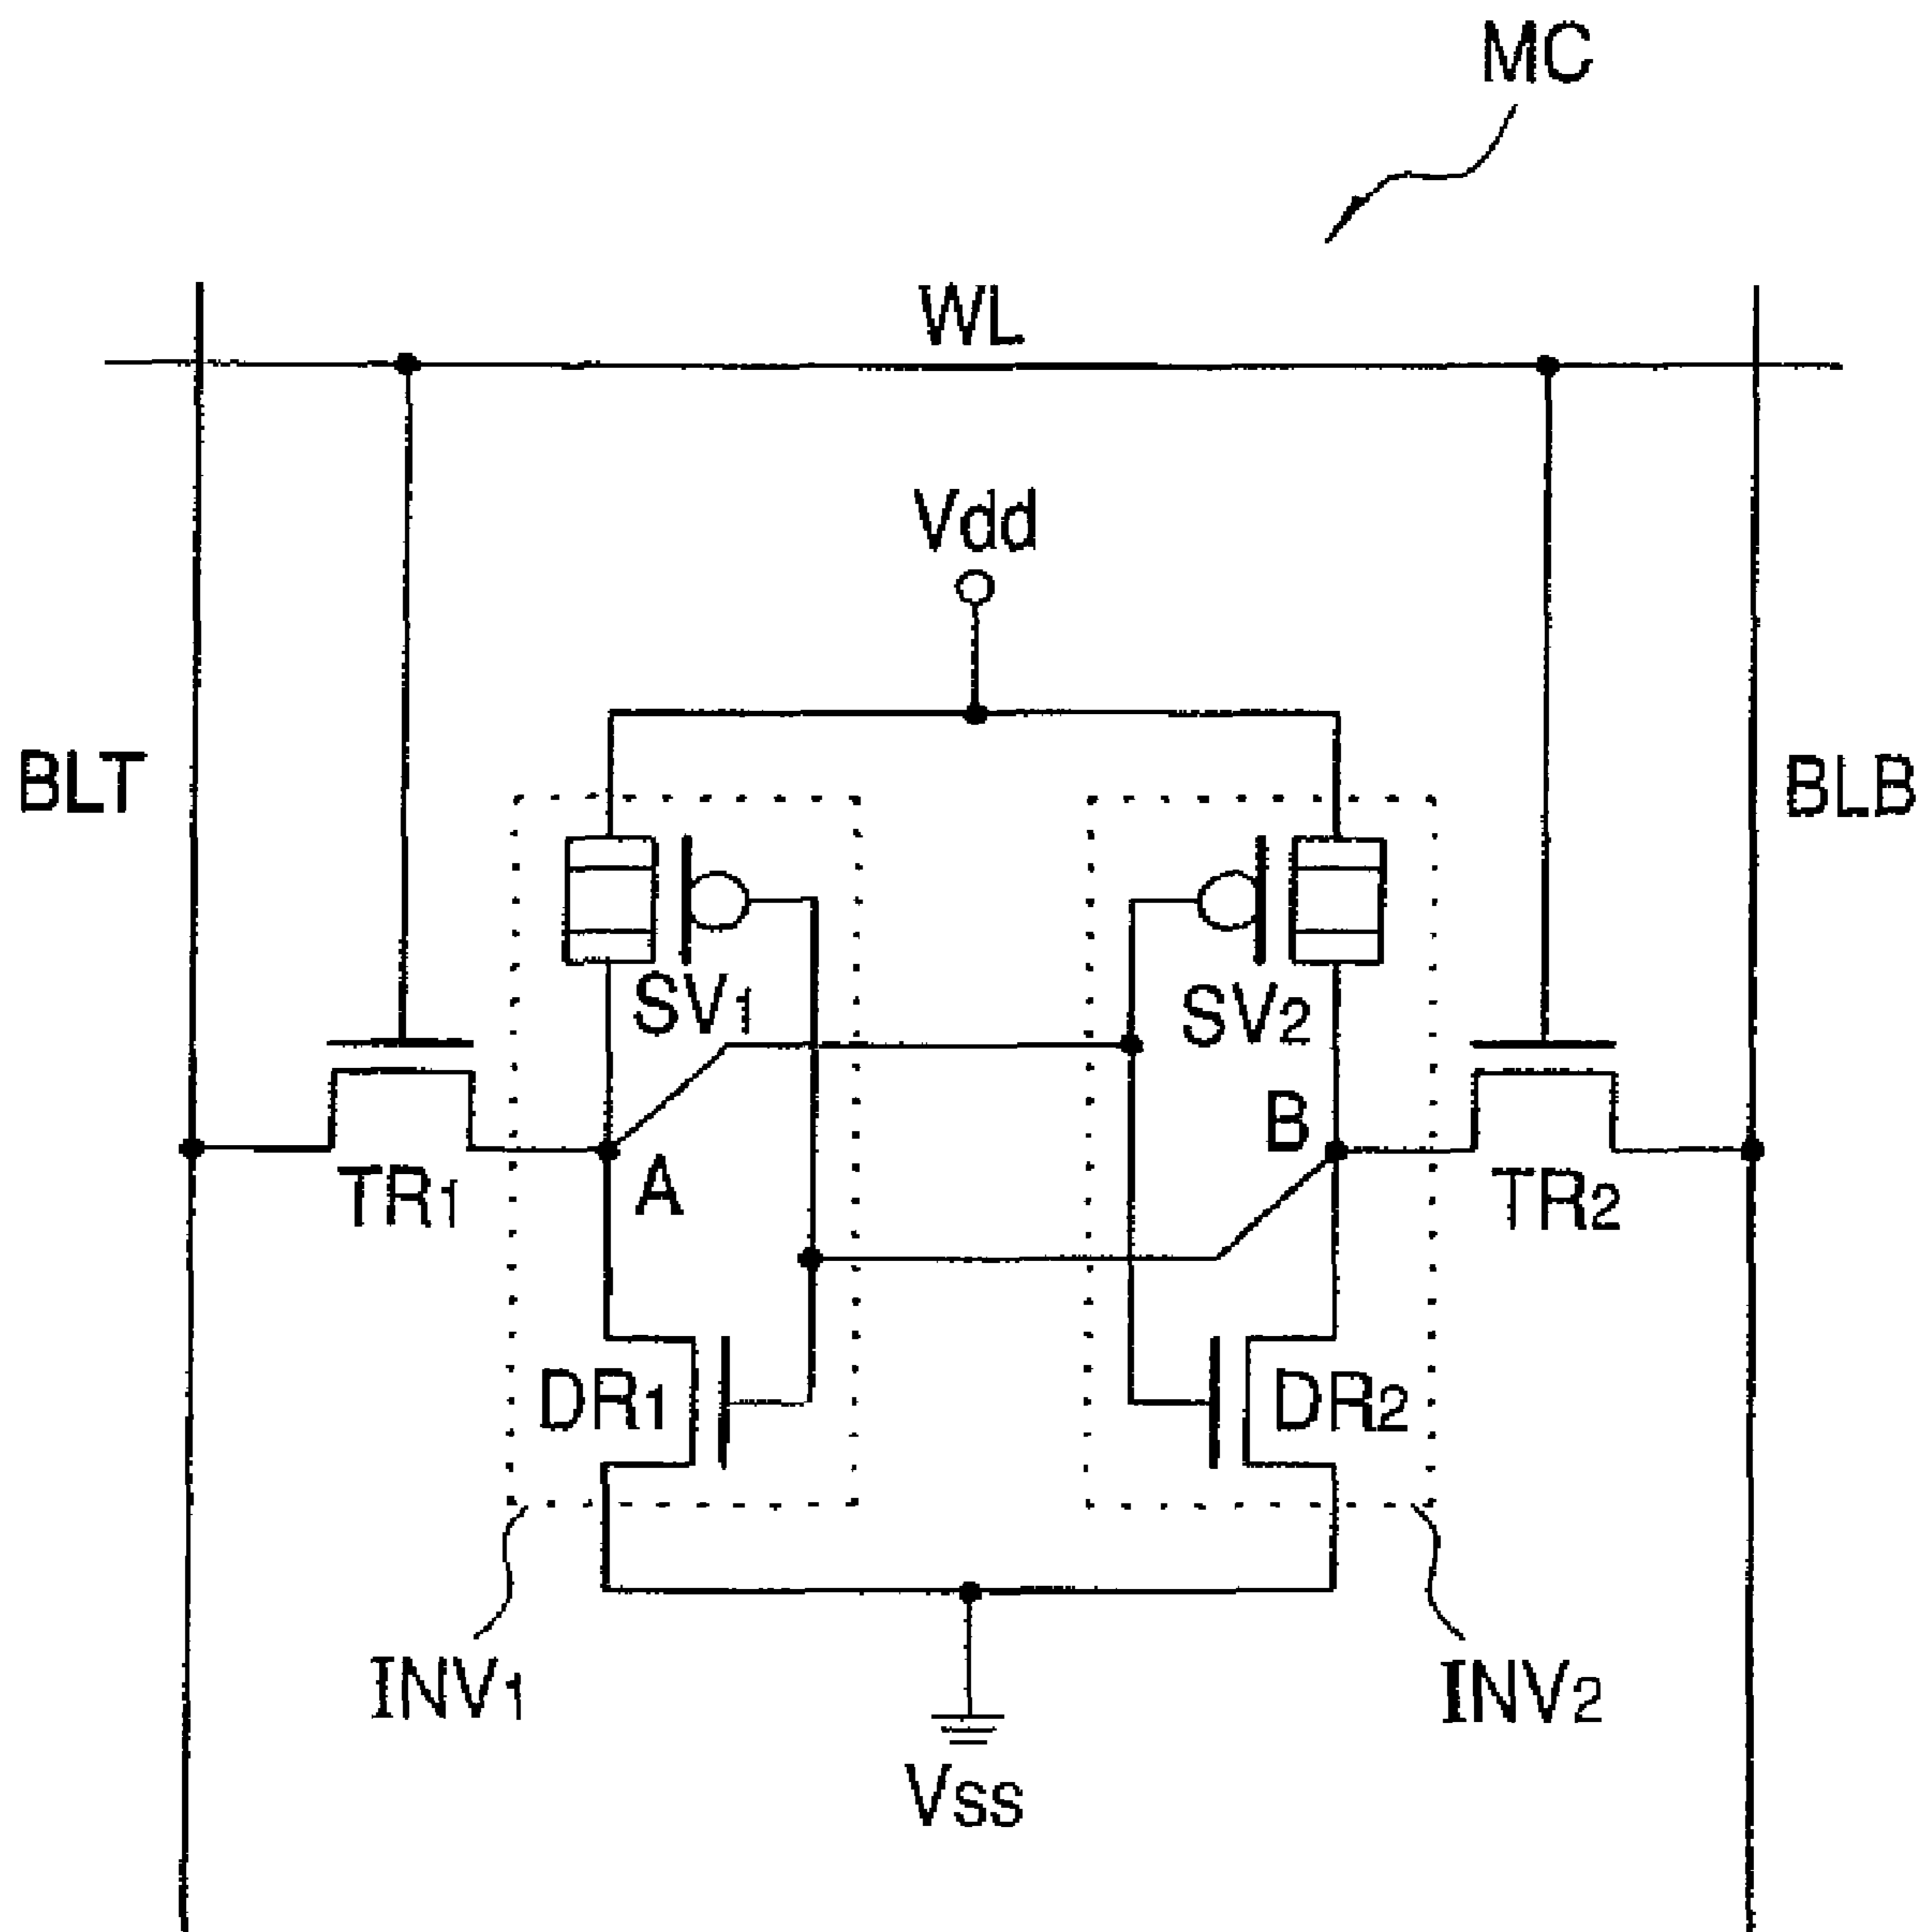 MC
WL
Vdd
BLT
BLB
SV1
SV2
B
A
TR1
TR2
DR1
DR2
INV1
INV2
Vss